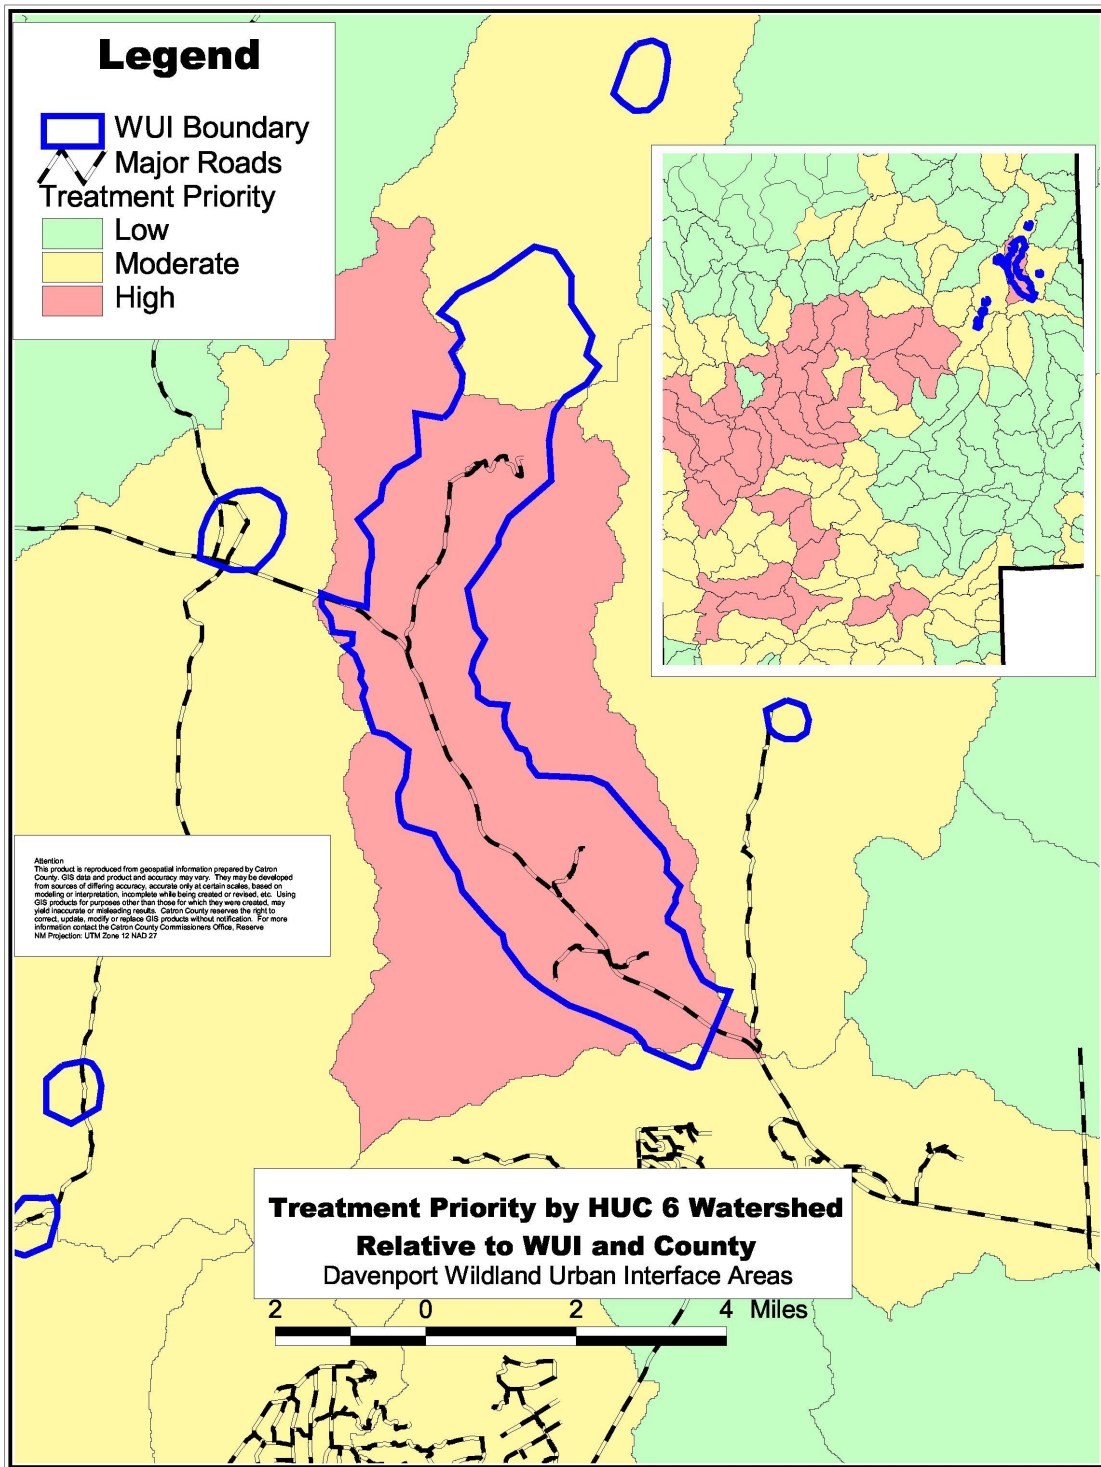 Legend
WUI Boundary
Major Roads
Treatment Priority
Low
Moderate
High
Attention
This product is reproduced from geospatial information prepared by Catron
County. GIS data and product and accuracy may vary. They may be developed
from sources of differing accuracy, accurate only at certain scales, based on
modeling or interpretation, incomplete while being created or revised, etc. Using
GIS products for purposes other than those for which they were created, may
yield inaccurate or misleading results. Catron County reserves the right to
correct, update, modify or replace GIS products without notification. For more
information contact the Catron County Commissioners Office, Reserve
NM Projection: UTM Zone 12 NAD 27
Treatment Priority by HUC 6 Watershed
Relative to WUI and County
Davenport Wildland Urban Interface Areas
2 0 2 4 Miles